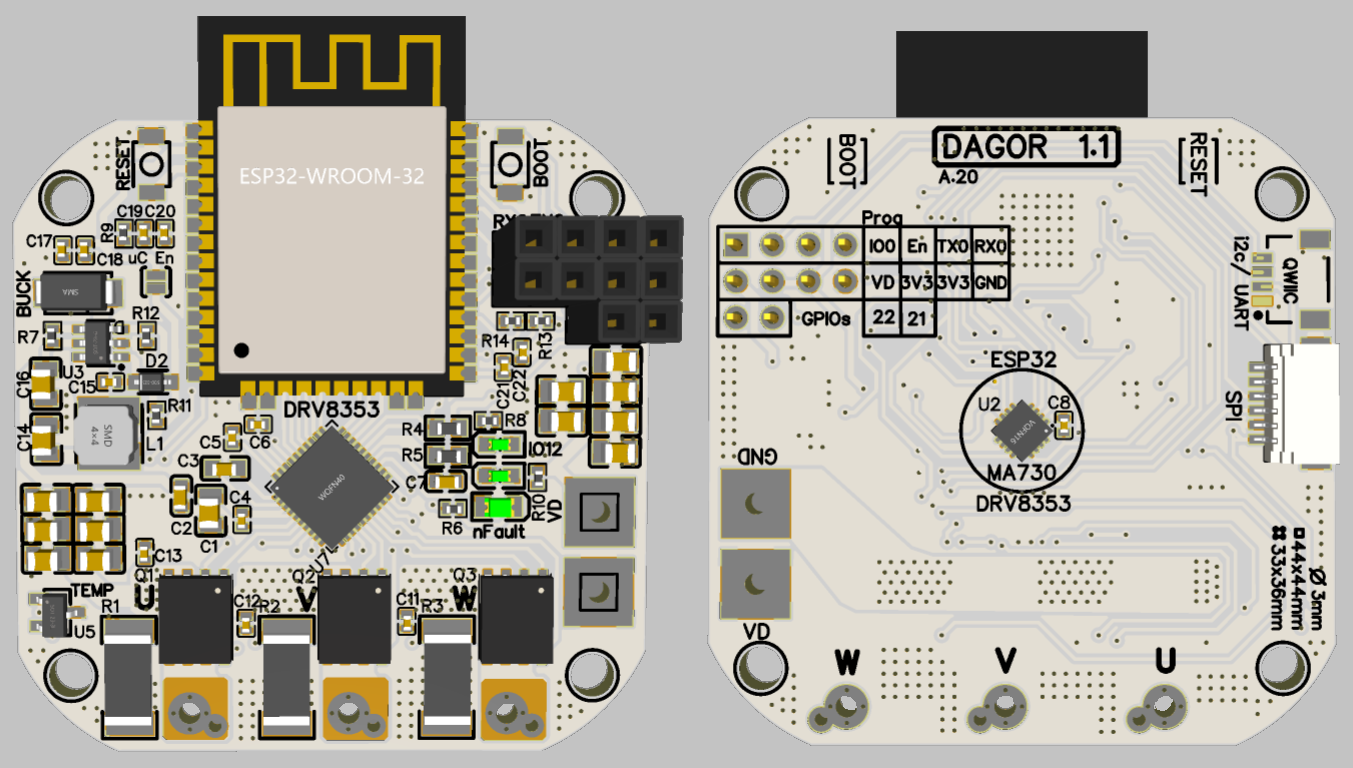 ESP32-WROOM-32
RESET
BOOT
R9
C19
C20
C17
C18
uC En
BUCK
SMA
R12
R7
D2
U3
C15
C16
R11
C14
SMD
4x4
L1
DRV8353
C5
C6
C3
C4
C2
C1
C13
WQFN40
U7
R14
R13
C21
C22
R4
R8
IO12
R5
C7
R6
R10
VD
nFault
TEMP
U5
Q1
U
R1
C12
R2
Q2
V
C11
R3
Q3
W
DAGOR 1.1
A.20
BOOT
RESET
Prog
IO0 En TX0 RX0
VD 3V3 3V3 GND
GPIOs 22 21
i2c/ UART
QWIC
SPI
ESP32
U2
C8
VQFN16
MA730
DRV8353
GND
VD
44x44mm
33x36mm
Ø 3mm
W
V
U